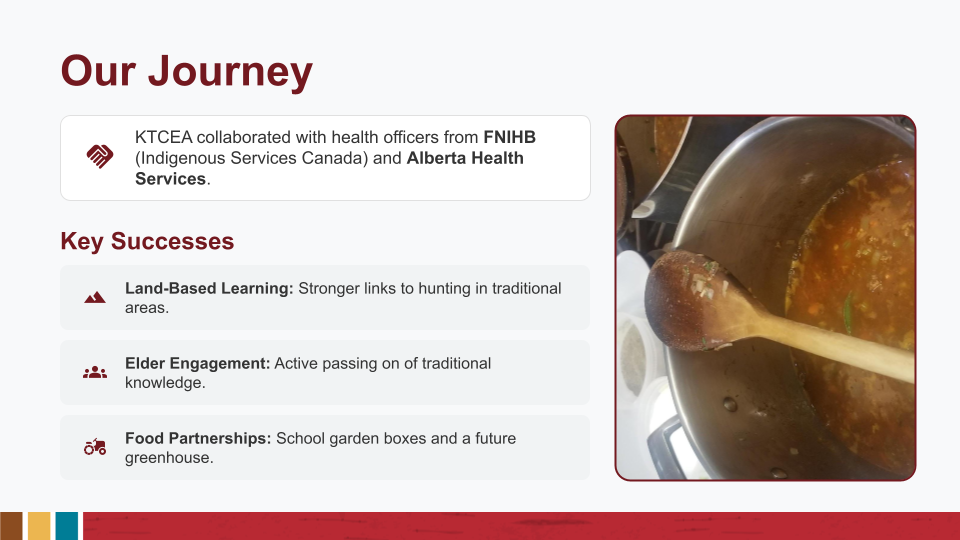 Our Journey
KTCEA collaborated with health officers from FNIHB
(Indigenous Services Canada) and Alberta Health
Services.
Key Successes
Land-Based Learning: Stronger links to hunting in traditional
areas.
Elder Engagement: Active passing on of traditional
knowledge.
Food Partnerships: School garden boxes and a future
greenhouse.